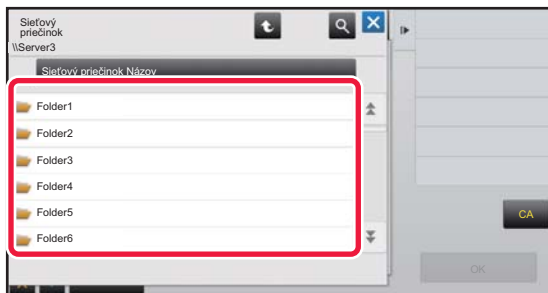 Sieťový
priečinok
\\Server3
Sieťový priečinok Názov
Folder1
Folder2
Folder3
Folder4
Folder5
Folder6
CA
OK